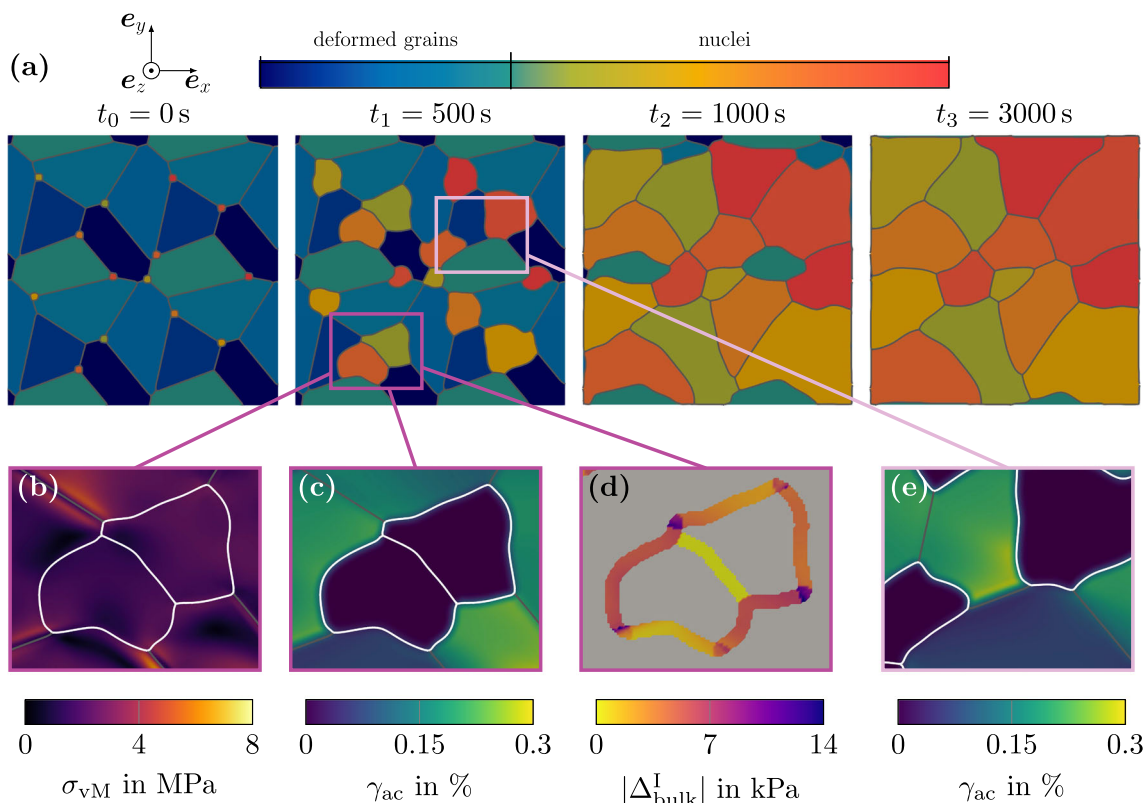 e_y
deformed grains nuclei
(a)
e_z e_x
t_0 = 0 s t_1 = 500 s t_2 = 1000 s t_3 = 3000 s
(b) (c) (d) (e)
0 4 8 0 0.15 0.3 0 7 14 0 0.15 0.3
σ_vM in MPa γ_ac in % |Δ^I_bulk| in kPa γ_ac in %